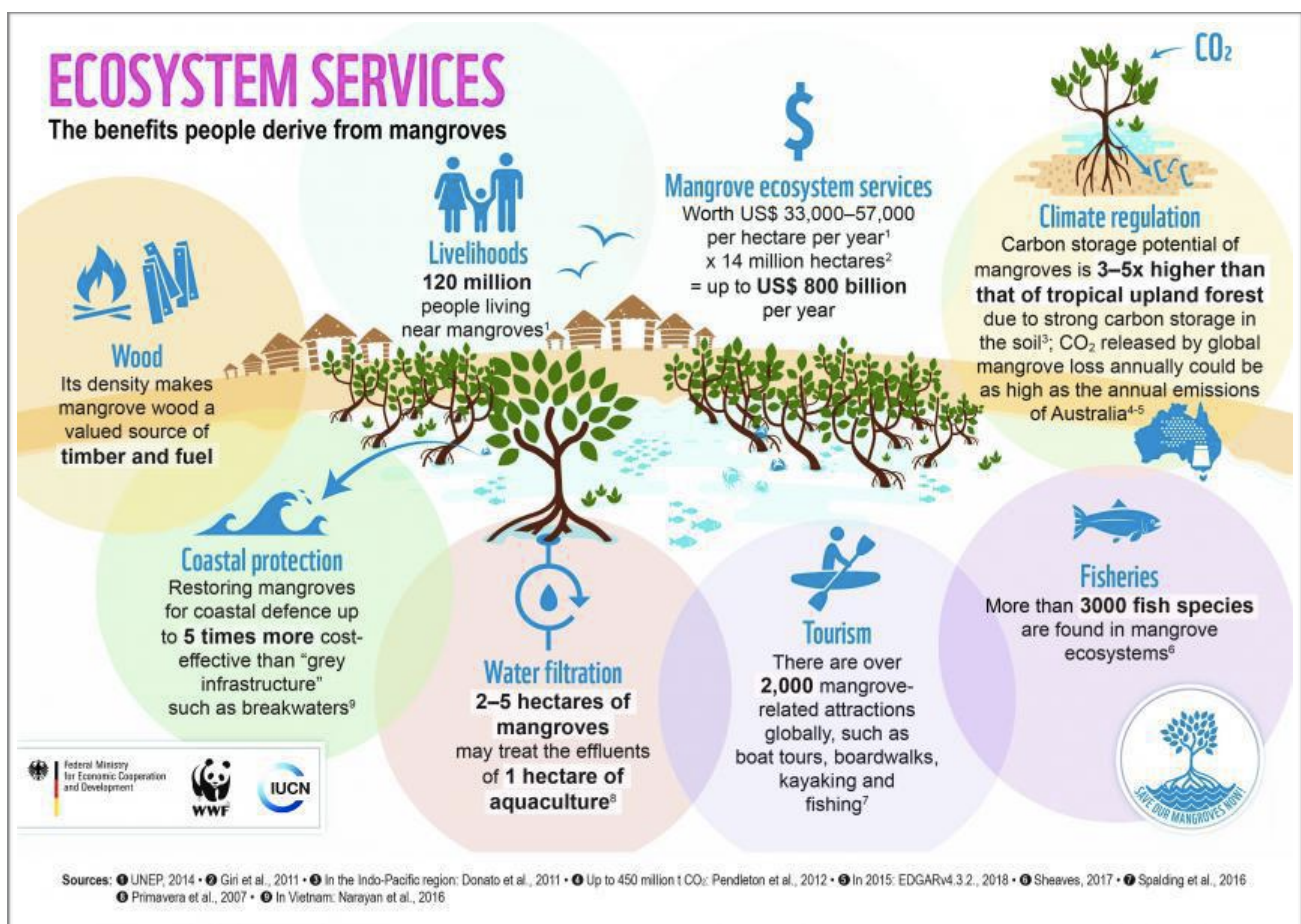 ECOSYSTEM SERVICES
The benefits people derive from mangroves
Wood
Its density makes
mangrove wood a
valued source of
timber and fuel
Livelihoods
120 million
people living
near mangroves¹
$
Mangrove ecosystem services
Worth US$ 33,000–57,000
per hectare per year¹
x 14 million hectares²
= up to US$ 800 billion
per year
CO₂
C C C
Climate regulation
Carbon storage potential of
mangroves is 3–5x higher than
that of tropical upland forest
due to strong carbon storage in
the soil³; CO₂ released by global
mangrove loss annually could be
as high as the annual emissions
of Australia⁴⁻⁵
Coastal protection
Restoring mangroves
for coastal defence up
to 5 times more cost-
effective than “grey
infrastructure”
such as breakwaters⁹
Water filtration
2–5 hectares of
mangroves
may treat the effluents
of 1 hectare of
aquaculture⁸
Tourism
There are over
2,000 mangrove-
related attractions
globally, such as
boat tours, boardwalks,
kayaking and
fishing⁷
Fisheries
More than 3000 fish species
are found in mangrove
ecosystems⁶
Federal Ministry
for Economic Cooperation
and Development
WWF
IUCN
SAVE OUR MANGROVES NOW!
Sources: ❶ UNEP, 2014 • ❷ Giri et al., 2011 • ❸ In the Indo-Pacific region: Donato et al., 2011 • ❹ Up to 450 million t CO₂: Pendleton et al., 2012 • ❺ In 2015: EDGARv4.3.2., 2018 • ❻ Sheaves, 2017 • ❼ Spalding et al., 2016
❽ Primavera et al., 2007 • ❾ In Vietnam: Narayan et al., 2016